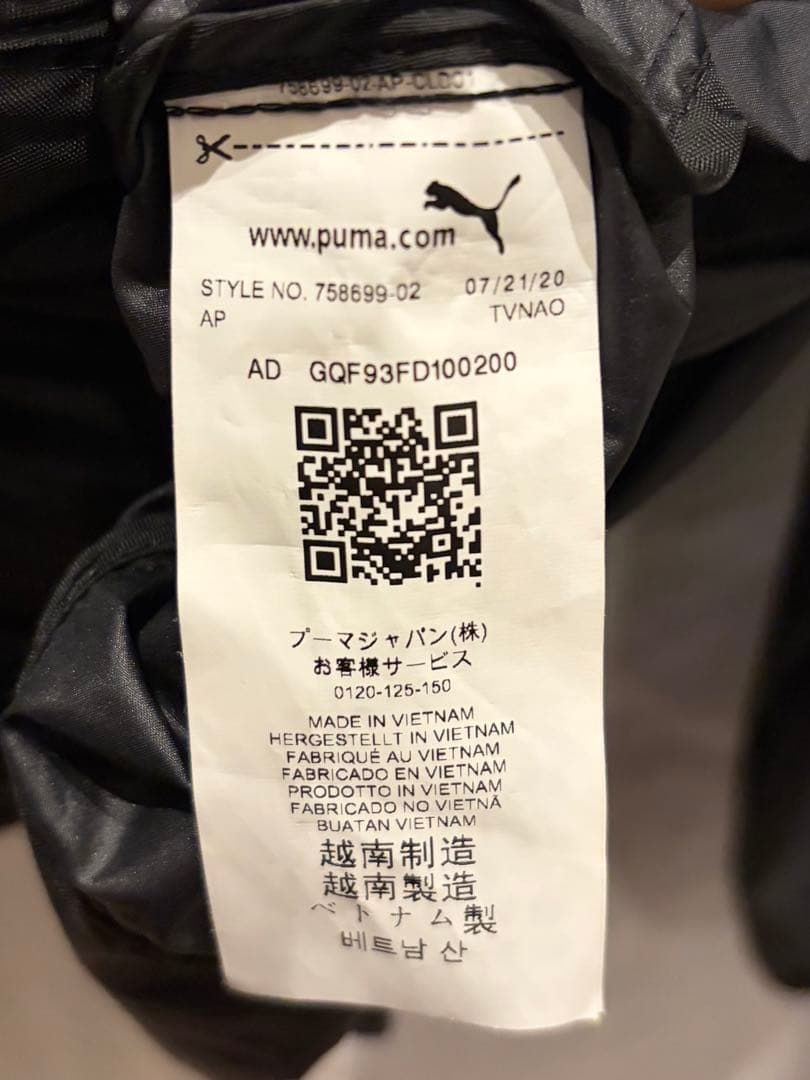 758699-02-AP-CLD01
www.puma.com
STYLE NO. 758699-02 07/21/20
AP TVNAO
AD GQF93FD100200
プーマジャパン(株)
お客様サービス
0120-125-150
MADE IN VIETNAM
HERGESTELLT IN VIETNAM
FABRIQUÉ AU VIETNAM
FABRICADO EN VIETNAM
PRODOTTO IN VIETNAM
FABRICADO NO VIETNÃ
BUATAN VIETNAM
越南制造
越南製造
ベトナム製
베트남 산